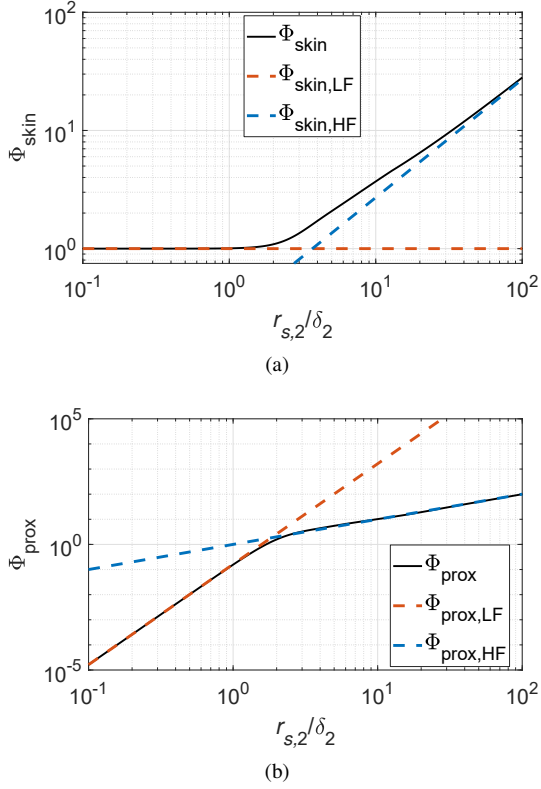 10^2
10^1
10^0
Φ_skin
Φ_skin
Φ_skin,LF
Φ_skin,HF
10^-1 10^0 10^1 10^2
r_s,2/δ_2
(a)
10^5
10^0
10^-5
Φ_prox
Φ_prox
Φ_prox,LF
Φ_prox,HF
10^-1 10^0 10^1 10^2
r_s,2/δ_2
(b)